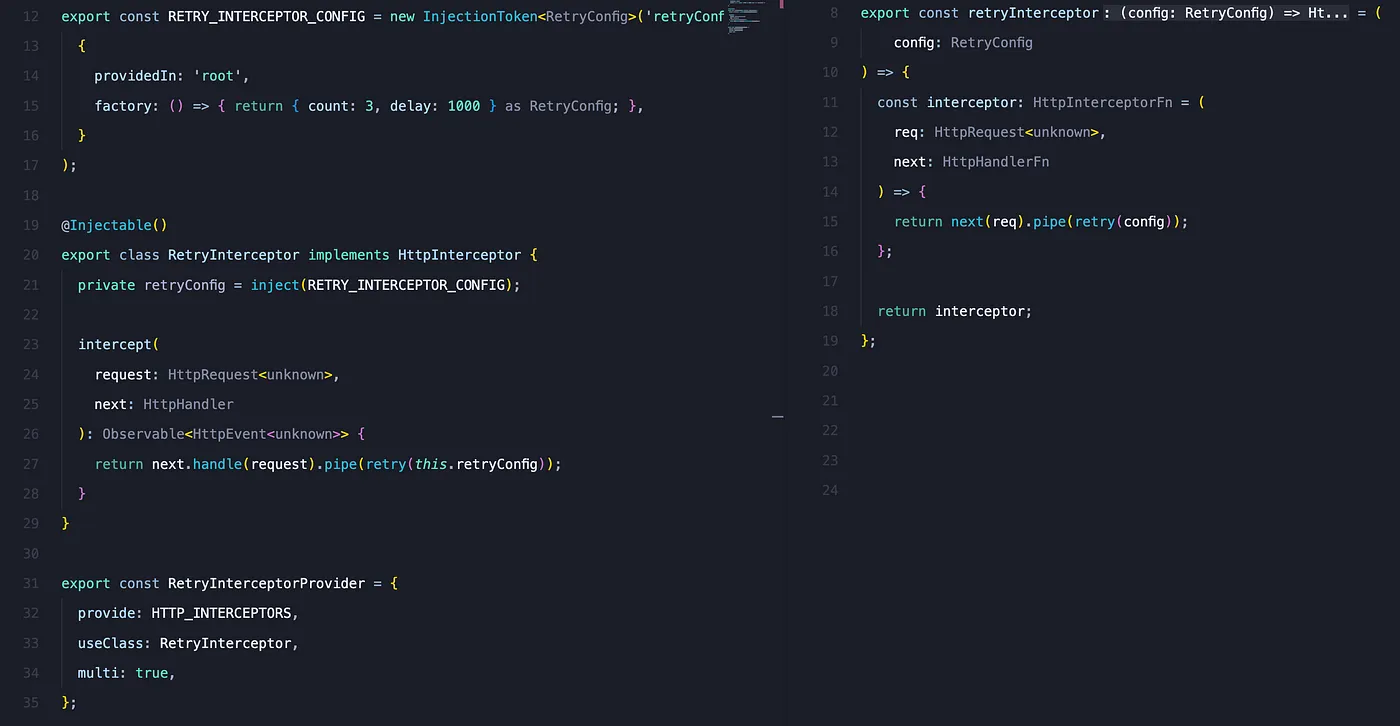 12 export const RETRY_INTERCEPTOR_CONFIG = new InjectionToken<RetryConfig>('retryConf
13 {
14 providedIn: 'root',
15 factory: () => { return { count: 3, delay: 1000 } as RetryConfig; },
16 }
17 );
18
19 @Injectable()
20 export class RetryInterceptor implements HttpInterceptor {
21 private retryConfig = inject(RETRY_INTERCEPTOR_CONFIG);
22
23 intercept(
24 request: HttpRequest<unknown>,
25 next: HttpHandler
26 ): Observable<HttpEvent<unknown>> {
27 return next.handle(request).pipe(retry(this.retryConfig));
28 }
29 }
30
31 export const RetryInterceptorProvider = {
32 provide: HTTP_INTERCEPTORS,
33 useClass: RetryInterceptor,
34 multi: true,
35 };
8 export const retryInterceptor: (config: RetryConfig) => Ht... = (
9 config: RetryConfig
10 ) => {
11 const interceptor: HttpInterceptorFn = (
12 req: HttpRequest<unknown>,
13 next: HttpHandlerFn
14 ) => {
15 return next(req).pipe(retry(config));
16 };
17
18 return interceptor;
19 };
20
21
22
23
24